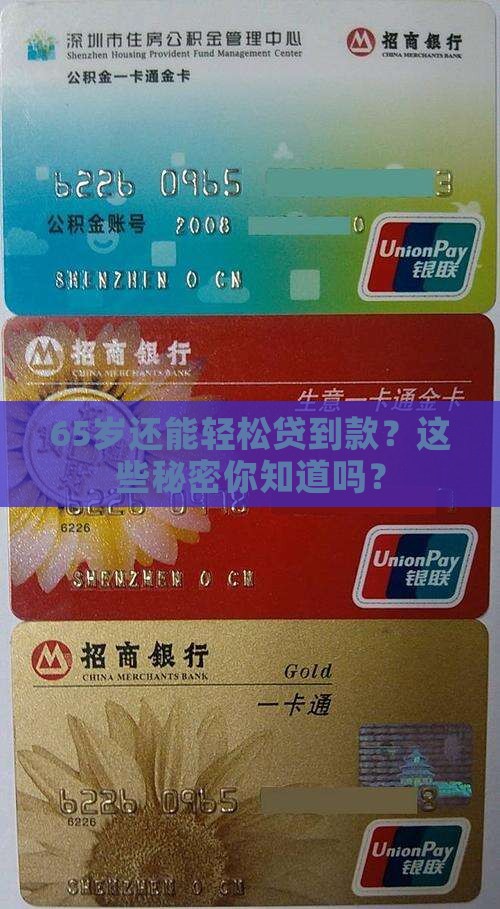 深圳市住房公积金管理中心
Shenzhen Housing Provident Fund Management Center
招商银行
CHINA MERCHANTS BANK
公积金一卡通金卡
6226 0965 3
公积金账号 2008 0
UnionPay
银联
SHENZHEN O CN
招商银行
CHINA MERCHANTS BANK
生意一卡通金卡
65岁还能轻松贷到款？这
些秘密你知道吗？
6226
UnionPay
银联
SHENZHEN O CN
招商銀行
CHINA MERCHANTS BANK
Gold
一卡通
6226 0965 8
6226
UnionPay
银联
SHENZHEN O CN